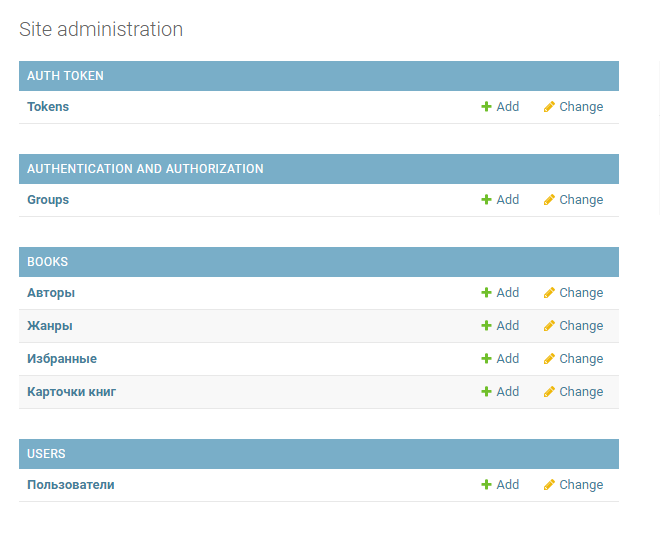 Site administration
AUTH TOKEN
Tokens Add Change
AUTHENTICATION AND AUTHORIZATION
Groups Add Change
BOOKS
Авторы Add Change
Жанры Add Change
Избранные Add Change
Карточки книг Add Change
USERS
Пользователи Add Change